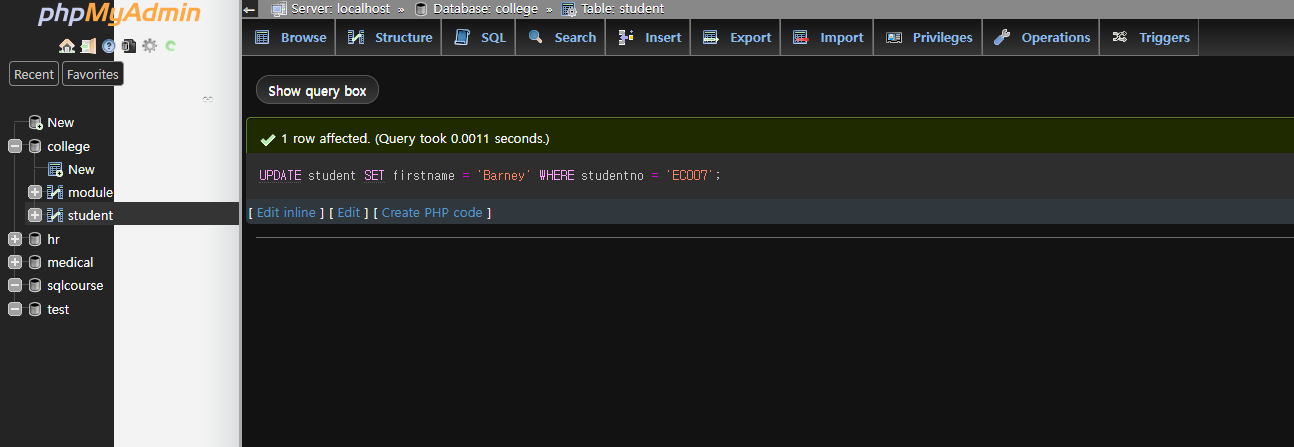 phpMyAdmin
Recent Favorites
New
college
New
module
student
hr
medical
sqlcourse
test
Server: localhost » Database: college » Table: student
Browse Structure SQL Search Insert Export Import Privileges Operations Triggers
Show query box
1 row affected. (Query took 0.0011 seconds.)
UPDATE student SET firstname = 'Barney' WHERE studentno = 'EC007';
[ Edit inline ] [ Edit ] [ Create PHP code ]